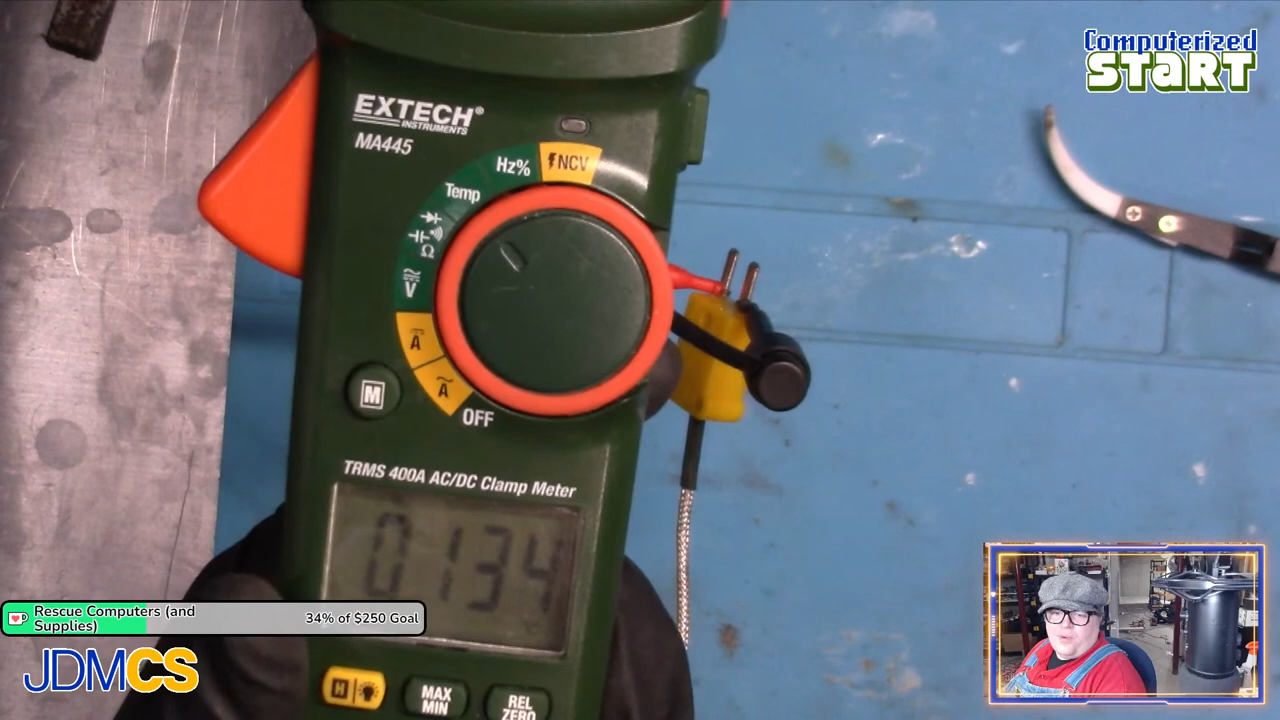 Computerized
START
EXTECH®
INSTRUMENTS
MA445
NCV
Hz%
Temp
Ω
V
A
A
OFF
M
TRMS 400A AC/DC Clamp Meter
0134
Rescue Computers (and
Supplies)
34% of $250 Goal
JDMCS
H
MAX
MIN
REL
ZERO